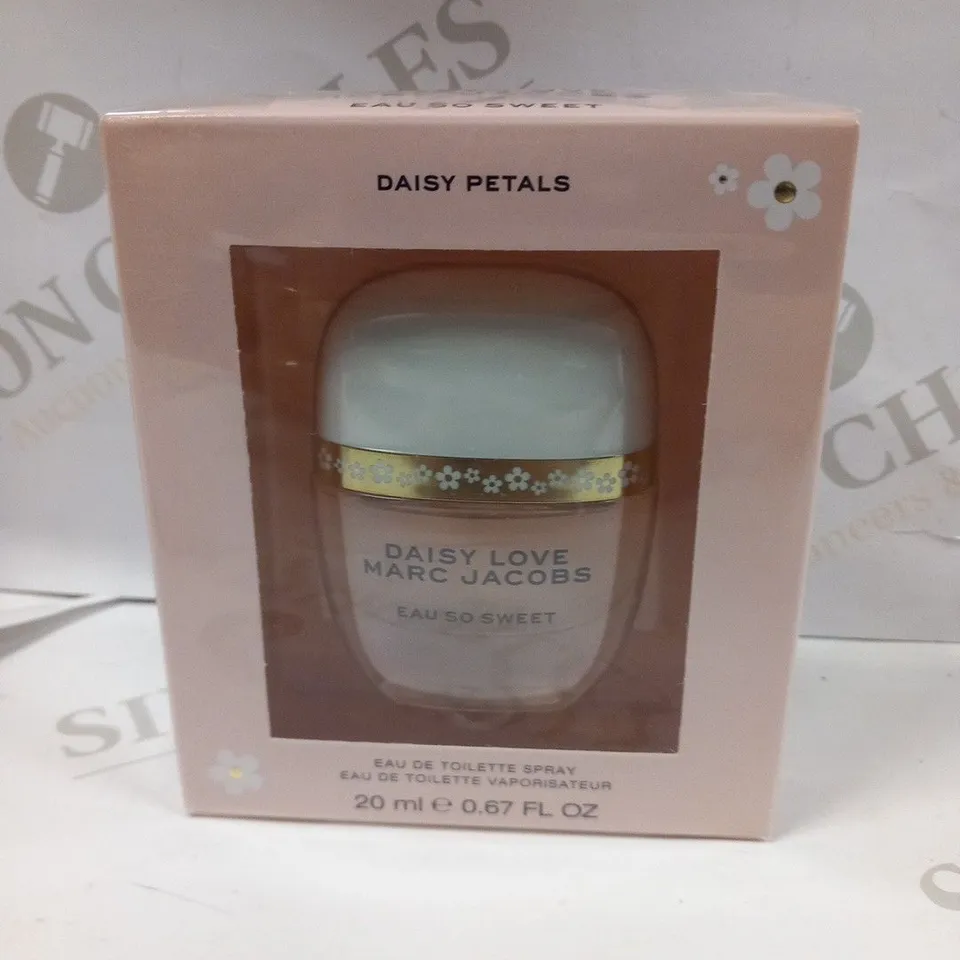 EAU SO SWEET
DAISY PETALS
DAISY LOVE
MARC JACOBS
EAU SO SWEET
EAU DE TOILETTE SPRAY
EAU DE TOILETTE VAPORISATEUR
20 ml ℮ 0.67 FL OZ